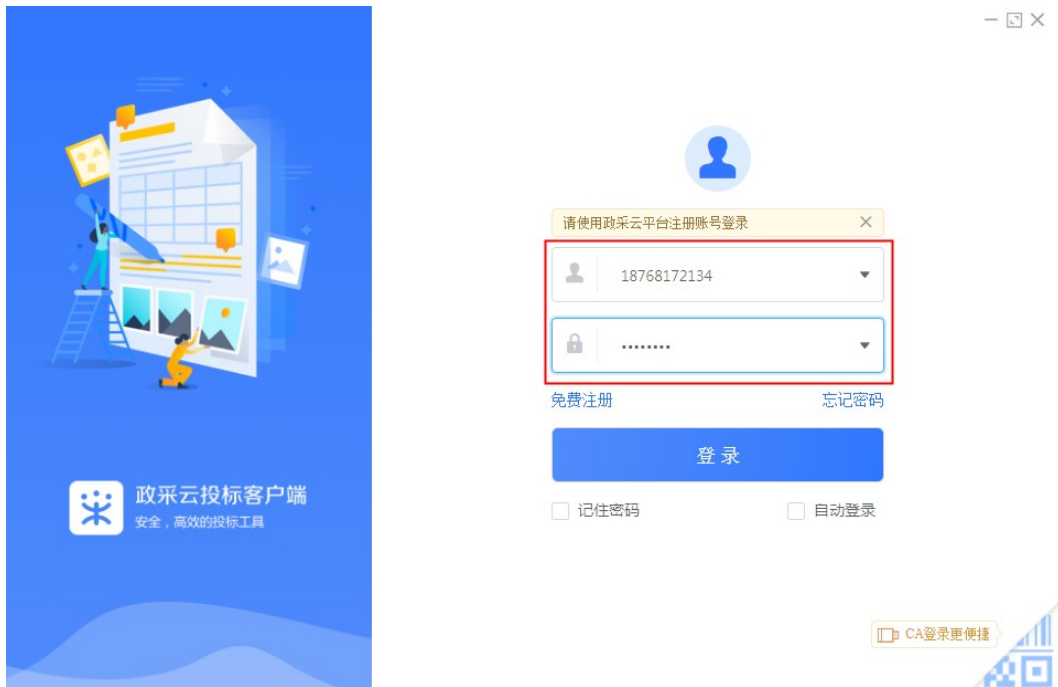 请使用政采云平台注册账号登录
18768172134
••••••••
免费注册
忘记密码
登录
记住密码
自动登录
政采云投标客户端
安全，高效的投标工具
CA登录更便捷